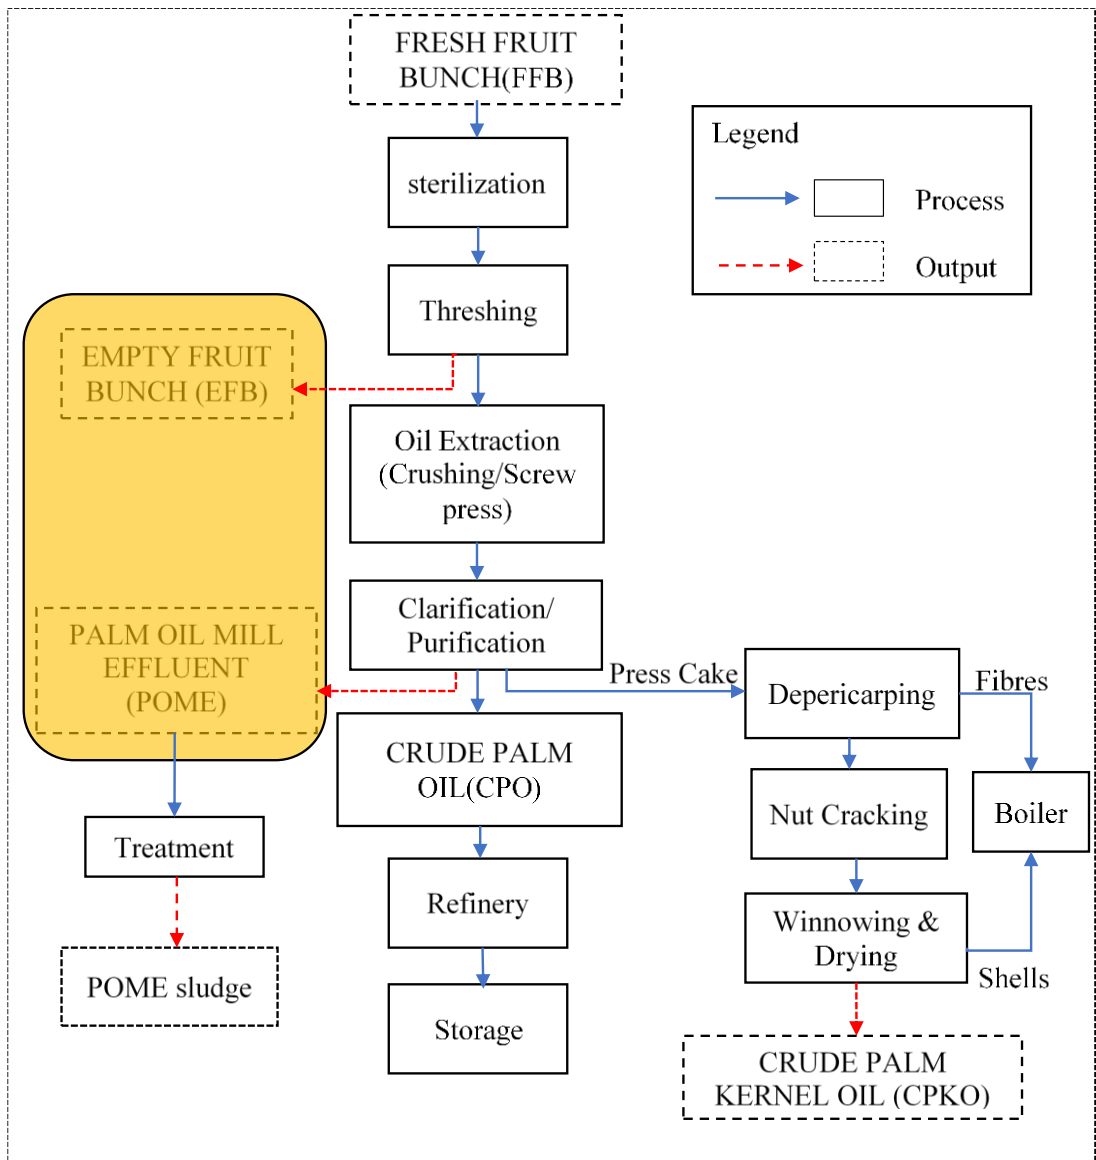 FRESH FRUIT
BUNCH(FFB)
Legend
Process
Output
sterilization
Threshing
EMPTY FRUIT
BUNCH (EFB)
Oil Extraction
(Crushing/Screw
press)
Clarification/
Purification
PALM OIL MILL
EFFLUENT
(POME)
Press Cake
Depericarping
Fibres
CRUDE PALM
OIL(CPO)
Nut Cracking
Boiler
Treatment
Refinery
Winnowing &
Drying
Shells
POME sludge
Storage
CRUDE PALM
KERNEL OIL (CPKO)